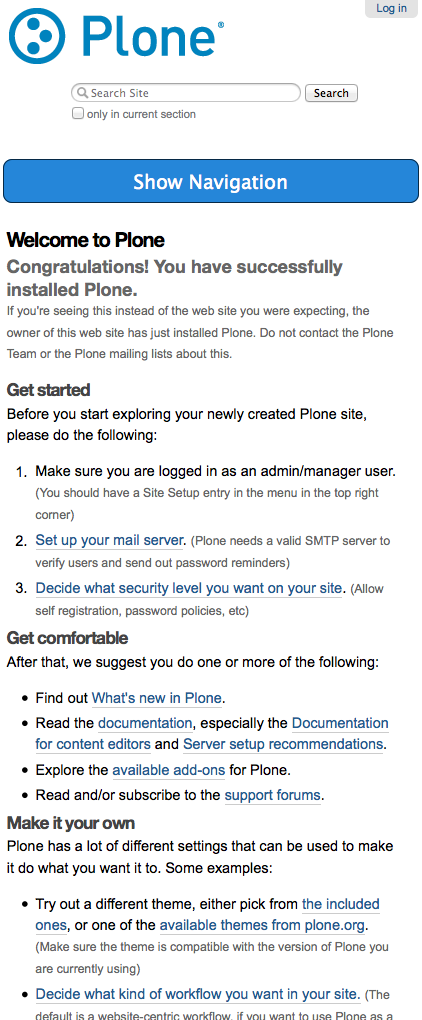 Log in
Plone®
Search Site
Search
only in current section
Show Navigation
Welcome to Plone
Congratulations! You have successfully
installed Plone.
If you're seeing this instead of the web site you were expecting, the
owner of this web site has just installed Plone. Do not contact the Plone
Team or the Plone mailing lists about this.
Get started
Before you start exploring your newly created Plone site,
please do the following:
1. Make sure you are logged in as an admin/manager user.
(You should have a Site Setup entry in the menu in the top right
corner)
2. Set up your mail server. (Plone needs a valid SMTP server to
verify users and send out password reminders)
3. Decide what security level you want on your site. (Allow
self registration, password policies, etc)
Get comfortable
After that, we suggest you do one or more of the following:
• Find out What's new in Plone.
• Read the documentation, especially the Documentation
for content editors and Server setup recommendations.
• Explore the available add-ons for Plone.
• Read and/or subscribe to the support forums.
Make it your own
Plone has a lot of different settings that can be used to make
it do what you want it to. Some examples:
• Try out a different theme, either pick from the included
ones, or one of the available themes from plone.org.
(Make sure the theme is compatible with the version of Plone you
are currently using)
• Decide what kind of workflow you want in your site. (The
default is a website-centric workflow, if you want to use Plone as a